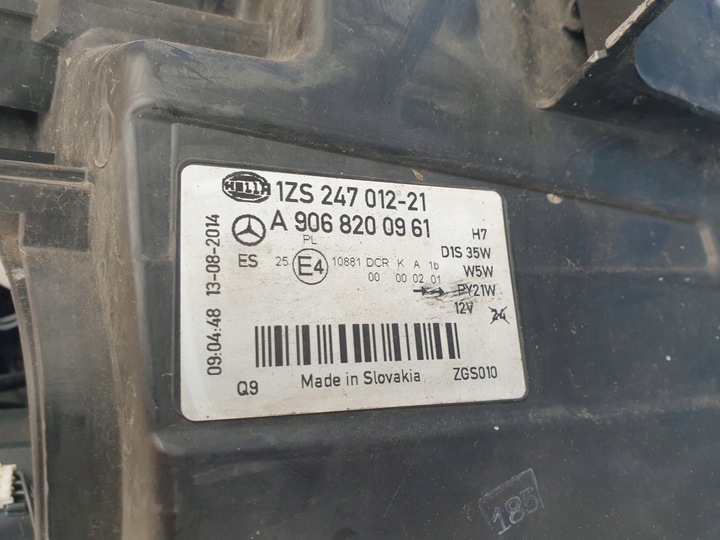 HELLA 1ZS 247 012-21
A 906 820 09 61
PL
H7
D1S 35W
W5W
PY21W
12V
ES 25 E4 10881 DCR K A 1b
00 00 02 01
09:04:48 13-08-2014
Q9 Made in Slovakia ZGS010
185